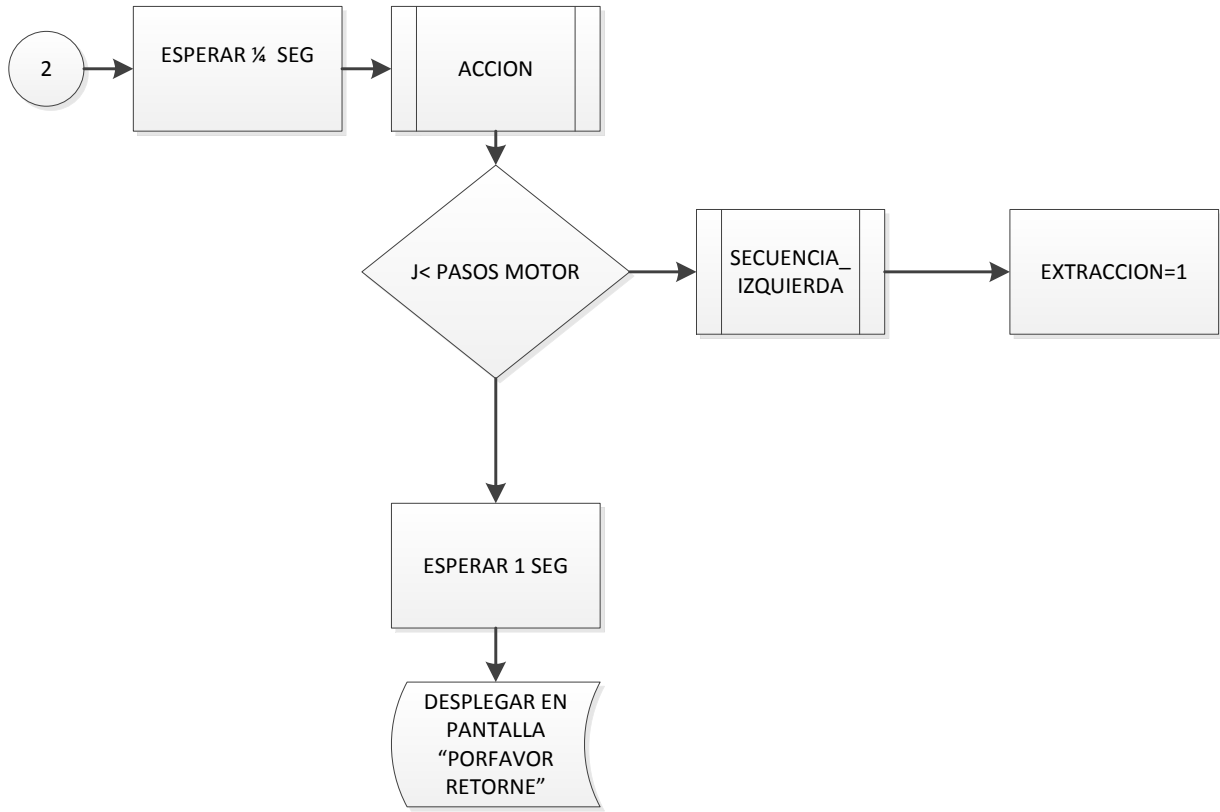 2
ESPERAR ¼ SEG
ACCION
J< PASOS MOTOR
SECUENCIA_
IZQUIERDA
EXTRACCION=1
ESPERAR 1 SEG
DESPLEGAR EN
PANTALLA
“PORFAVOR
RETORNE”